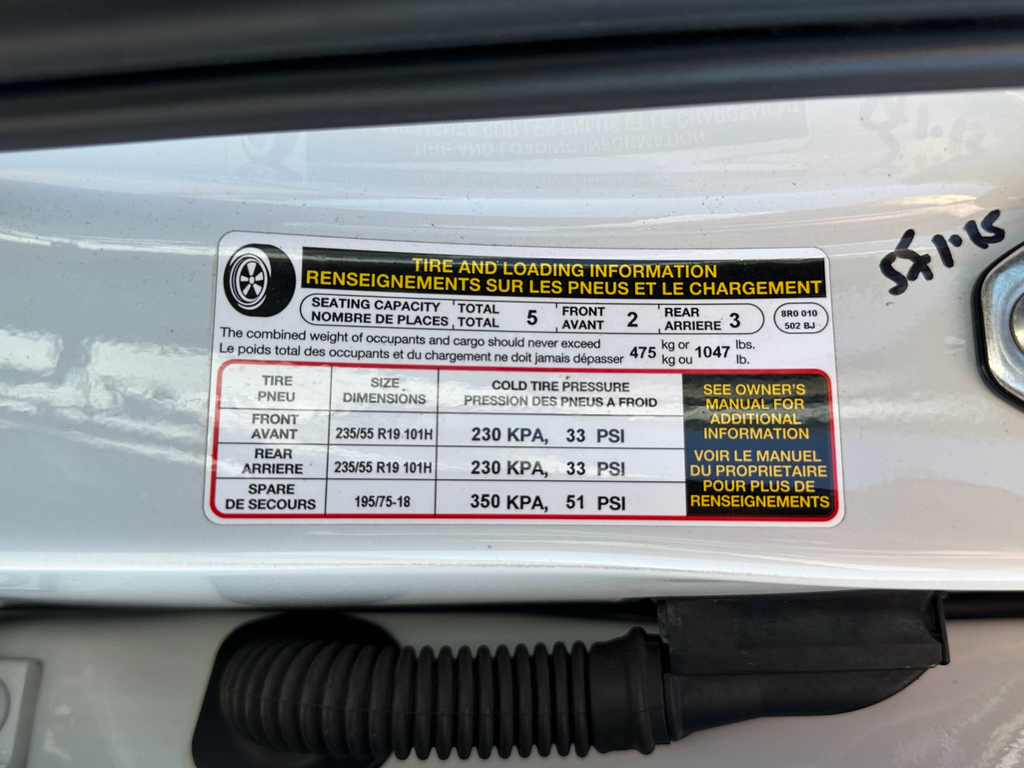 TIRE AND LOADING INFORMATION
RENSEIGNEMENTS SUR LES PNEUS ET LE CHARGEMENT
SEATING CAPACITY TOTAL 5 FRONT 2 REAR 3
NOMBRE DE PLACES TOTAL AVANT ARRIERE
8R0 010
502 BJ
The combined weight of occupants and cargo should never exceed 475 kg or 1047 lbs.
Le poids total des occupants et du chargement ne doit jamais dépasser kg ou lb.
TIRE SIZE COLD TIRE PRESSURE
PNEU DIMENSIONS PRESSION DES PNEUS A FROID
FRONT
AVANT 235/55 R19 101H 230 KPA, 33 PSI
REAR
ARRIERE 235/55 R19 101H 230 KPA, 33 PSI
SPARE
DE SECOURS 195/75-18 350 KPA, 51 PSI
SEE OWNER'S
MANUAL FOR
ADDITIONAL
INFORMATION
VOIR LE MANUEL
DU PROPRIETAIRE
POUR PLUS DE
RENSEIGNEMENTS